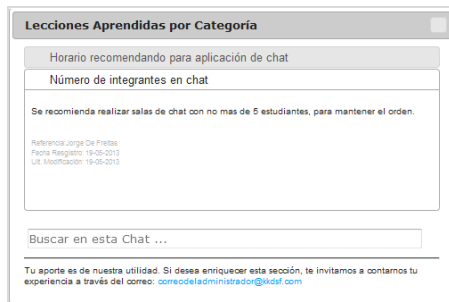 Lecciones Aprendidas por Categoría
Horario recomendando para aplicación de chat
Número de integrantes en chat
Se recomienda realizar salas de chat con no mas de 5 estudiantes, para mantener el orden.
Referencia:Jorge De Freitas
Fecha Resgistro: 19-05-2013
Ult. Modificación: 19-05-2013
Buscar en esta Chat ...
Tu aporte es de nuestra utilidad. Si desea enriquecer esta sección, te invitamos a contarnos tu
experiencia a través del correo: correodeladministrador@kkdsf.com